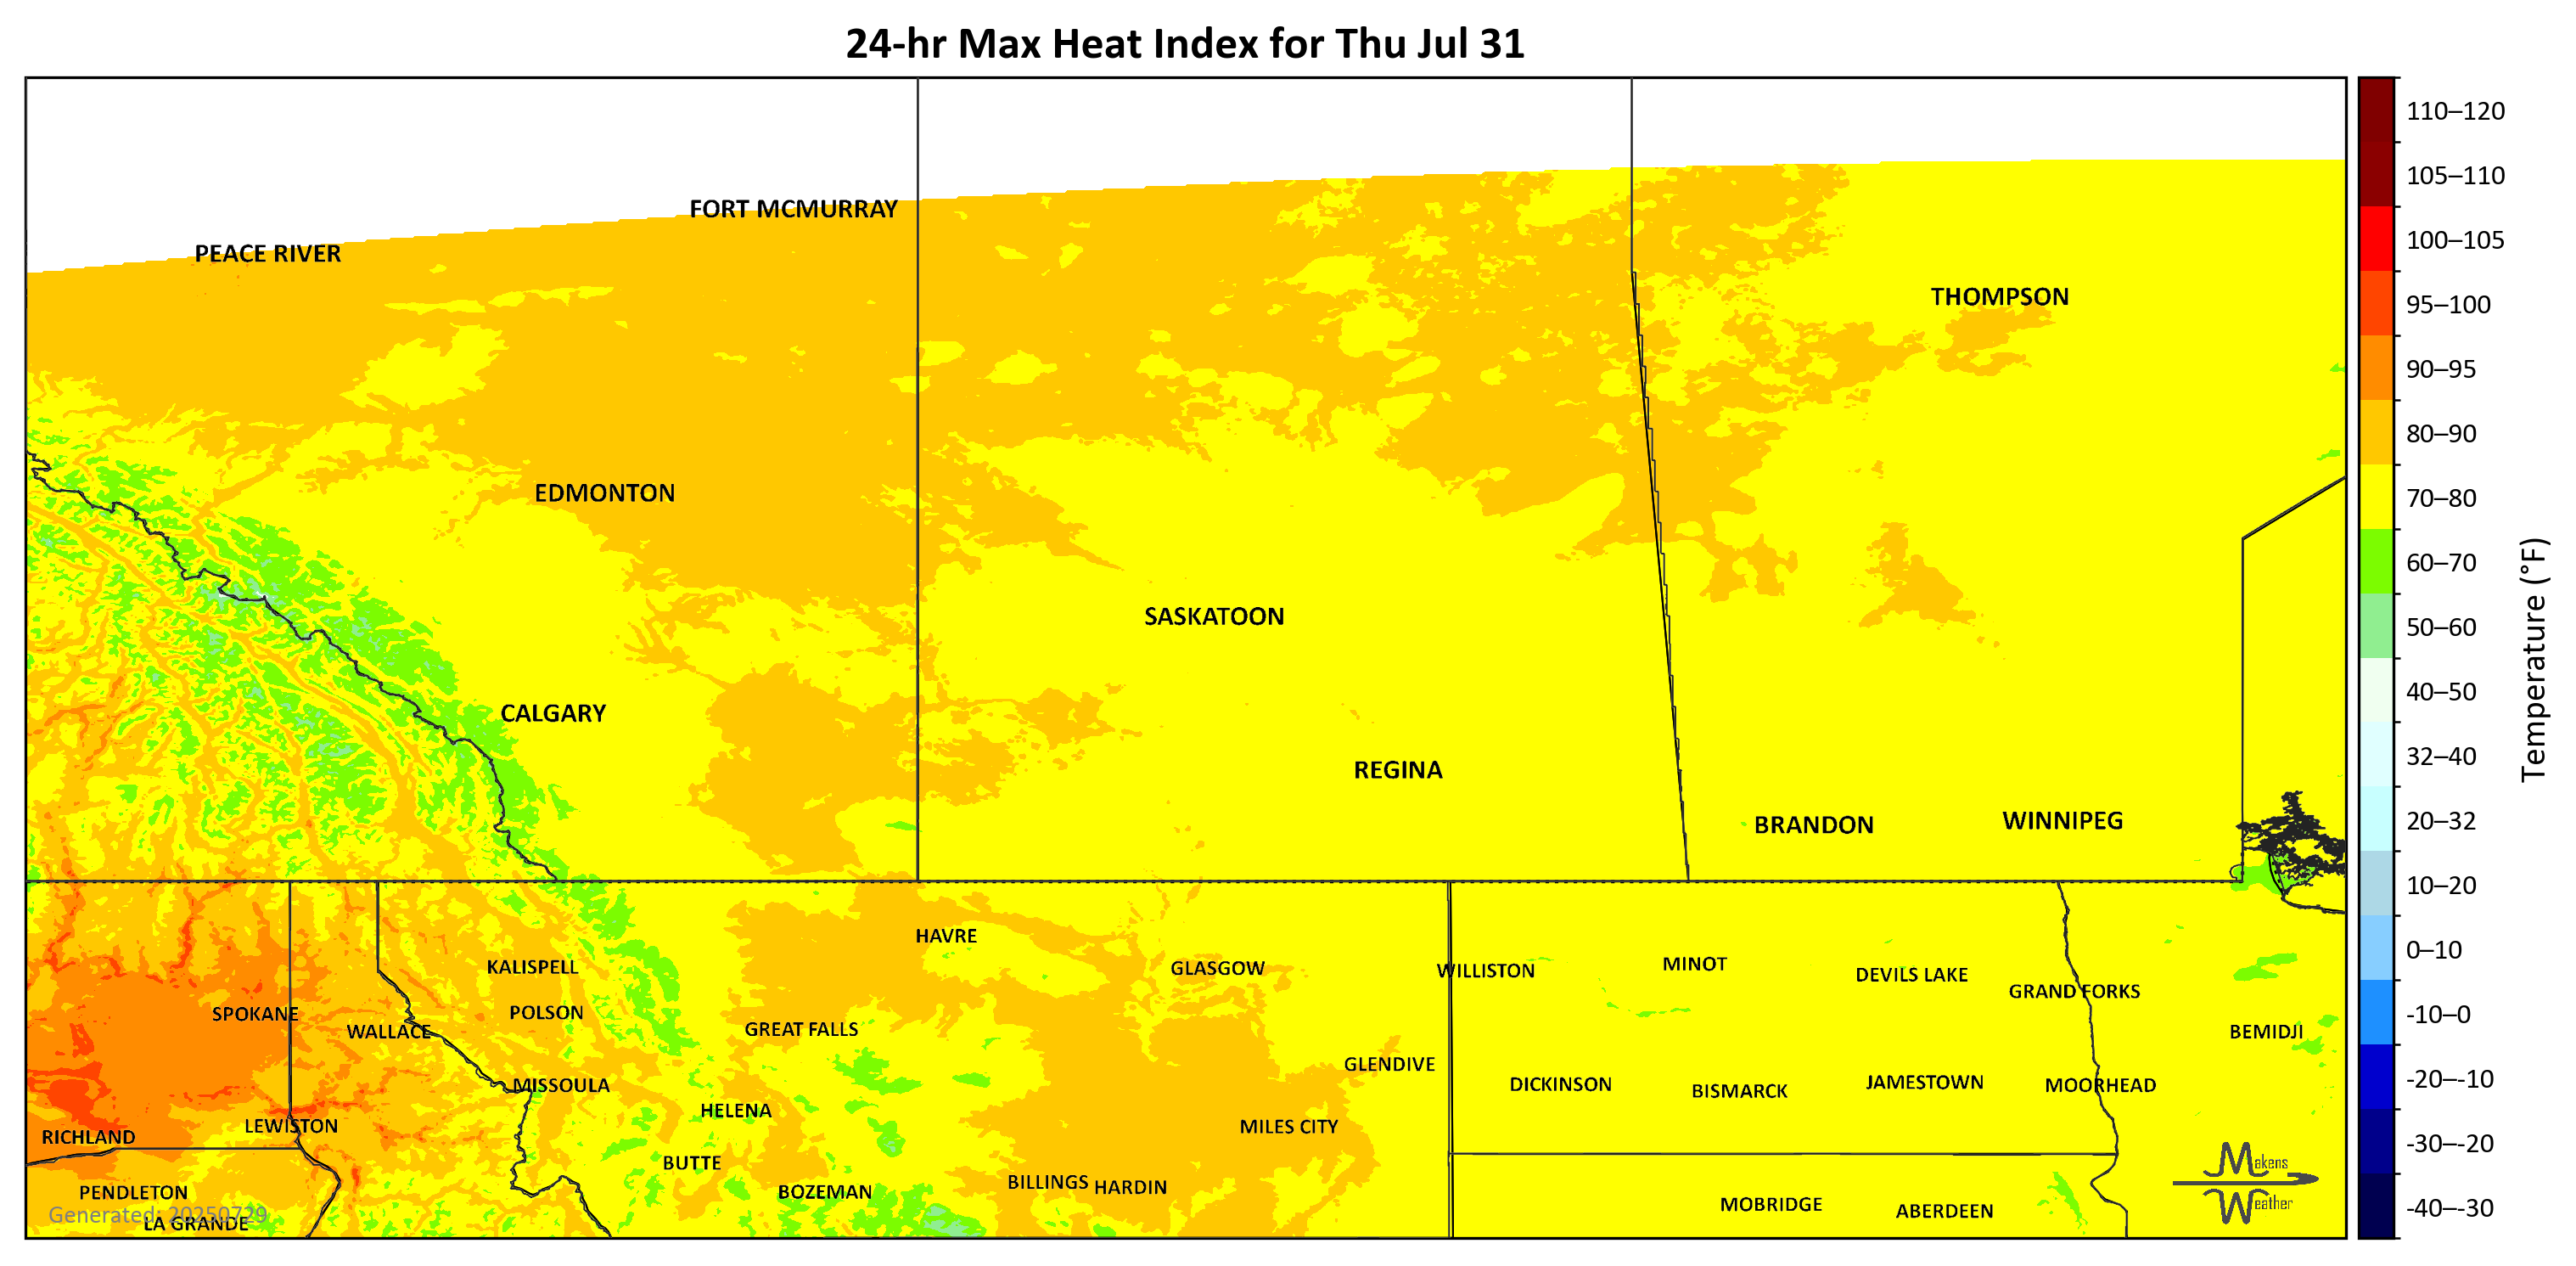 24-hr Max Heat Index for Thu Jul 31
FORT MCMURRAY
PEACE RIVER
THOMPSON
EDMONTON
SASKATOON
CALGARY
REGINA
BRANDON
WINNIPEG
HAVRE
KALISPELL
GLASGOW
WILLISTON
MINOT
DEVILS LAKE
GRAND FORKS
SPOKANE
POLSON
WALLACE
GREAT FALLS
BEMIDJI
GLENDIVE
MISSOULA
DICKINSON
BISMARCK
JAMESTOWN
MOORHEAD
HELENA
LEWISTON
MILES CITY
RICHLAND
BUTTE
PENDLETON
BOZEMAN
BILLINGS
HARDIN
MOBRIDGE
ABERDEEN
Generated: 20250729
LA GRANDE
Makens
Weather
110–120
105–110
100–105
95–100
90–95
80–90
70–80
60–70
50–60
40–50
32–40
20–32
10–20
0–10
-10–0
-20–-10
-30–-20
-40–-30
Temperature (°F)